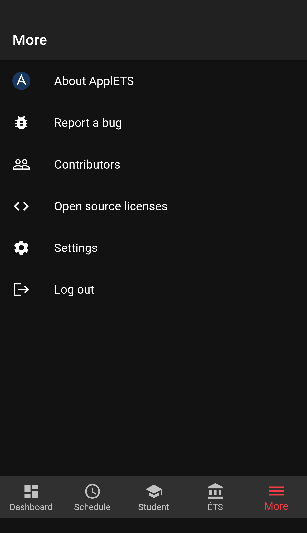 More
About ApplETS
Report a bug
Contributors
Open source licenses
Settings
Log out
Dashboard Schedule Student ÉTS More